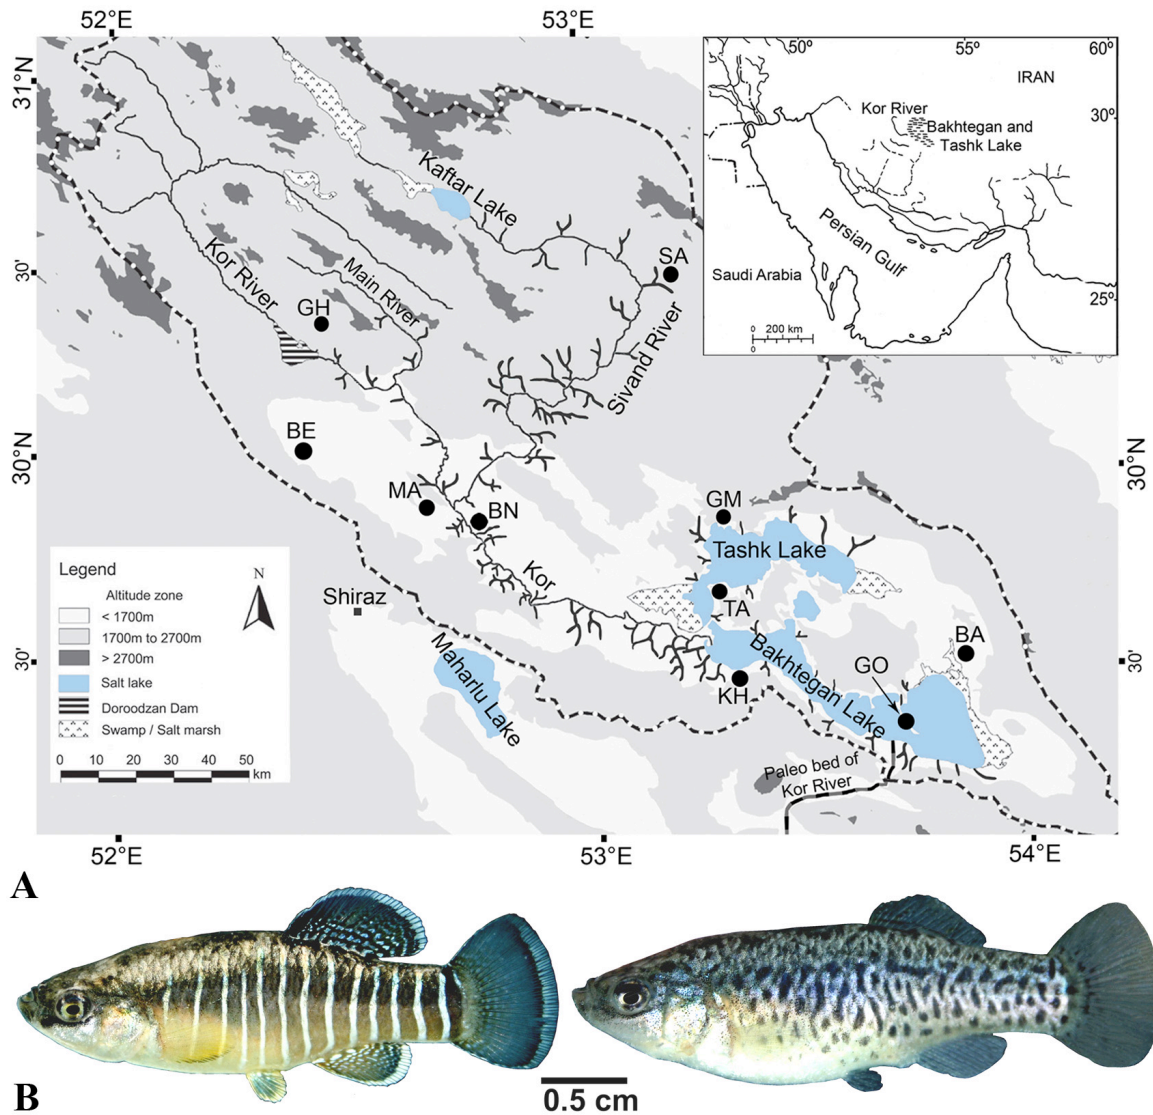 52°E
53°E
31°N
30'
30°N
30'
50°
55°
60°
IRAN
30°
Kor River
Bakhtegan and
Tashk Lake
Persian Gulf
Saudi Arabia
25°
0 200 km
Kaftar Lake
SA
Kor River
Main River
GH
Sivand River
BE
MA
BN
30°N
GM
Tashk Lake
Kor
TA
Shiraz
BA
30'
Bakhtegan Lake
GO
KH
Maharlu Lake
Paleo bed of
Kor River
Legend
N
Altitude zone
< 1700m
1700m to 2700m
> 2700m
Salt lake
Doroodzan Dam
Swamp / Salt marsh
0 10 20 30 40 50 km
52°E
53°E
54°E
A
B
0.5 cm